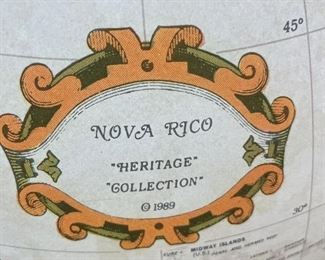 45°
NOVA RICO
"HERITAGE"
"COLLECTION"
© 1989
30°
MIDWAY ISLANDS
(U.S.)